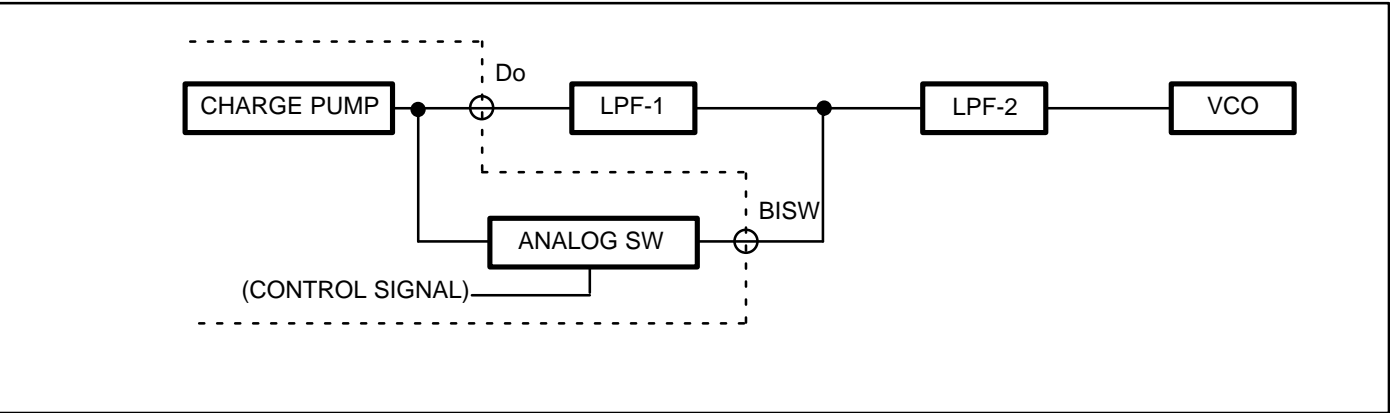 Do
CHARGE PUMP
LPF-1
LPF-2
VCO
BISW
ANALOG SW
(CONTROL SIGNAL)